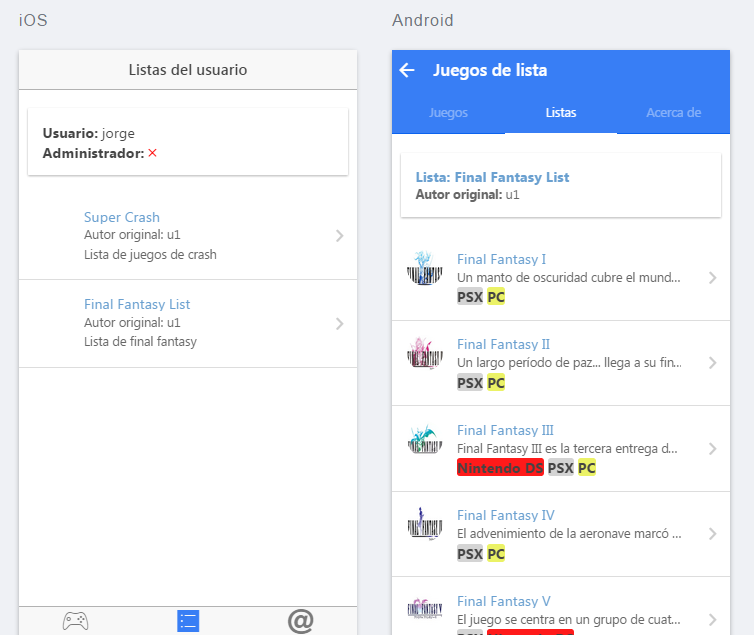 iOS
Listas del usuario
Usuario: jorge
Administrador: ×
Super Crash
Autor original: u1
Lista de juegos de crash
Final Fantasy List
Autor original: u1
Lista de final fantasy
@
Android
Juegos de lista
Juegos Listas Acerca de
Lista: Final Fantasy List
Autor original: u1
Final Fantasy I
Un manto de oscuridad cubre el mund...
PSX PC
Final Fantasy II
Un largo período de paz... llega a su fin...
PSX PC
Final Fantasy III
Final Fantasy III es la tercera entrega d...
Nintendo DS PSX PC
Final Fantasy IV
El advenimiento de la aeronave marcó ...
PSX PC
Final Fantasy V
El juego se centra en un grupo de cuat...